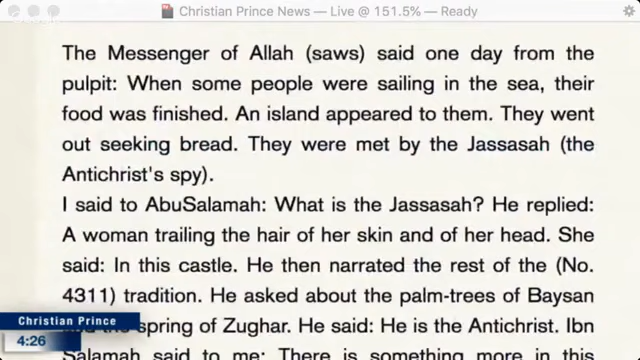 Christian Prince News — Live @ 151.5% — Ready
The Messenger of Allah (saws) said one day from the
pulpit: When some people were sailing in the sea, their
food was finished. An island appeared to them. They went
out seeking bread. They were met by the Jassasah (the
Antichrist's spy).
I said to AbuSalamah: What is the Jassasah? He replied:
A woman trailing the hair of her skin and of her head. She
said: In this castle. He then narrated the rest of the (No.
4311) tradition. He asked about the palm-trees of Baysan
the spring of Zughar. He said: He is the Antichrist. Ibn
Salamah said to me: There is something more in this
Christian Prince
4:26